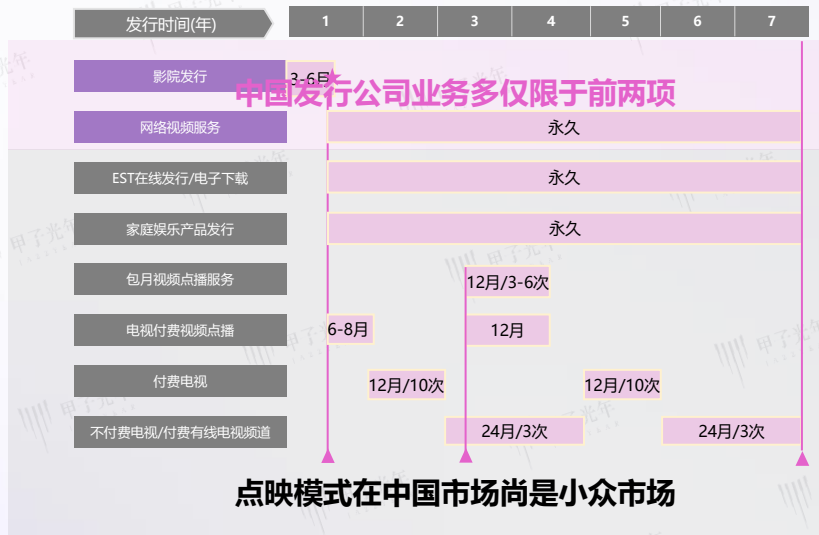 发行时间(年) 1 2 3 4 5 6 7
影院发行 3-6月
中国发行公司业务多仅限于前两项
网络视频服务 永久
EST在线发行/电子下载 永久
家庭娱乐产品发行 永久
包月视频点播服务 12月/3-6次
电视付费视频点播 6-8月 12月
付费电视 12月/10次 12月/10次
不付费电视/付费有线电视频道 24月/3次 24月/3次
点映模式在中国市场尚是小众市场
甲子光年